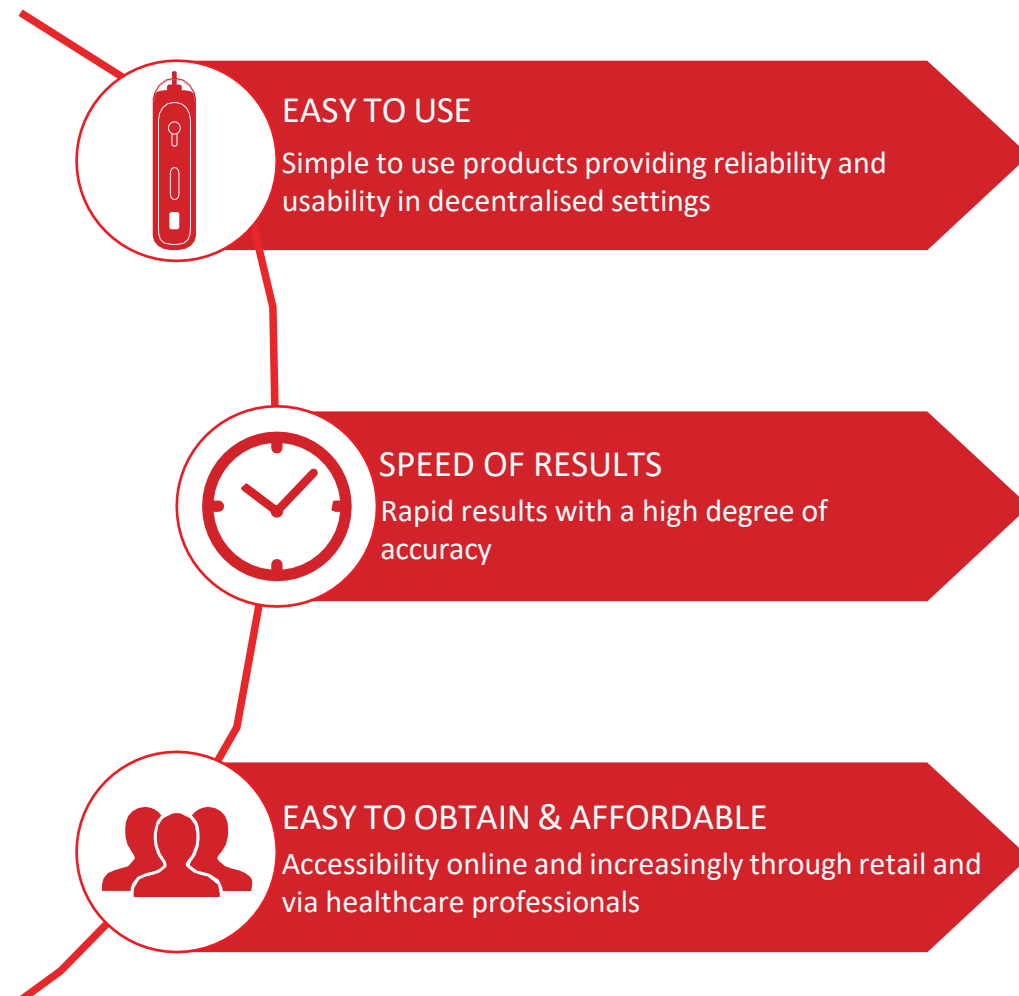 EASY TO USE
Simple to use products providing reliability and
usability in decentralised settings
SPEED OF RESULTS
Rapid results with a high degree of
accuracy
EASY TO OBTAIN & AFFORDABLE
Accessibility online and increasingly through retail and
via healthcare professionals